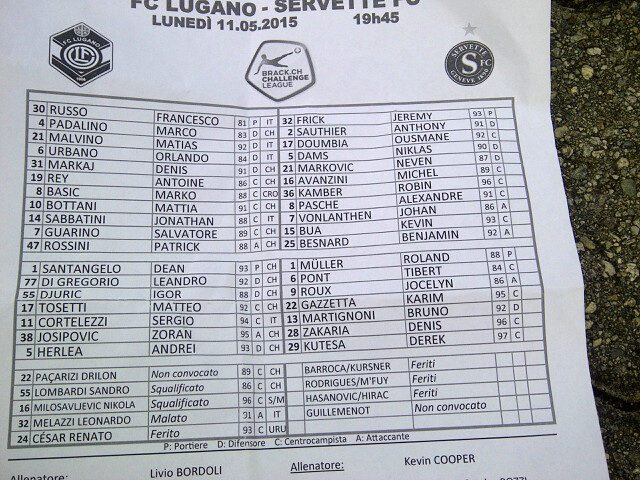 FC LUGANO - SERVETTE FC
LUNEDÌ 11.05.2015 19h45
FC LUGANO
BRACK.CH
CHALLENGE
LEAGUE
SERVETTE
S FC
GENEVE 1890
30 RUSSO FRANCESCO 81 P IT 32 FRICK JEREMY 93 P
4 PADALINO MARCO 83 D CH 2 SAUTHIER ANTHONY 91 D
21 MALVINO MATIAS 92 D IT 17 DOUMBIA OUSMANE 92 C
6 URBANO ORLANDO 84 D IT 5 DAMS NIKLAS 90 D
31 MARKAJ DENIS 91 D CH 21 MARKOVIC NEVEN 87 D
19 REY ANTOINE 86 C CH 16 AVANZINI MICHEL 89 C
8 BASIC MARKO 88 C CRO 36 KAMBER ROBIN 96 C
10 BOTTANI MATTIA 91 C CH 8 PASCHE ALEXANDRE 91 C
14 SABBATINI JONATHAN 88 C IT 7 VONLANTHEN JOHAN 86 A
7 GUARINO SALVATORE 89 C CH 15 BUA KEVIN 93 C
47 ROSSINI PATRICK 88 A CH 25 BESNARD BENJAMIN 92 A
1 SANTANGELO DEAN 93 P CH 1 MÜLLER ROLAND 88 P
77 DI GREGORIO LEANDRO 92 D CH 6 PONT TIBERT 84 C
55 DJURIC IGOR 88 D CH 9 ROUX JOCELYN 86 A
17 TOSETTI MATTEO 92 C CH 22 GAZZETTA KARIM 95 C
11 CORTELEZZI SERGIO 94 C IT 13 MARTIGNONI BRUNO 92 D
38 JOSIPOVIC ZORAN 95 A CH 28 ZAKARIA DENIS 96 C
5 HERLEA ANDREI 93 D CH 29 KUTESA DEREK 97 C
22 PAÇARIZI DRILON Non convocato 89 C CH BARROCA/KURSNER Feriti
55 LOMBARDI SANDRO Squalificato 86 C CH RODRIGUES/M'FUY Feriti
16 MILOSAVLJEVIC NIKOLA Squalificato 96 C S/M HASANOVIC/HIRAC Feriti
32 MELAZZI LEONARDO Malato 91 A IT GUILLEMENOT Non convocato
24 CÉSAR RENATO Ferito 93 C URU
P: Portiere D: Difensore C: Centrocampista A: Attaccante
Allenatore: Livio BORDOLI Allenatore: Kevin COOPER